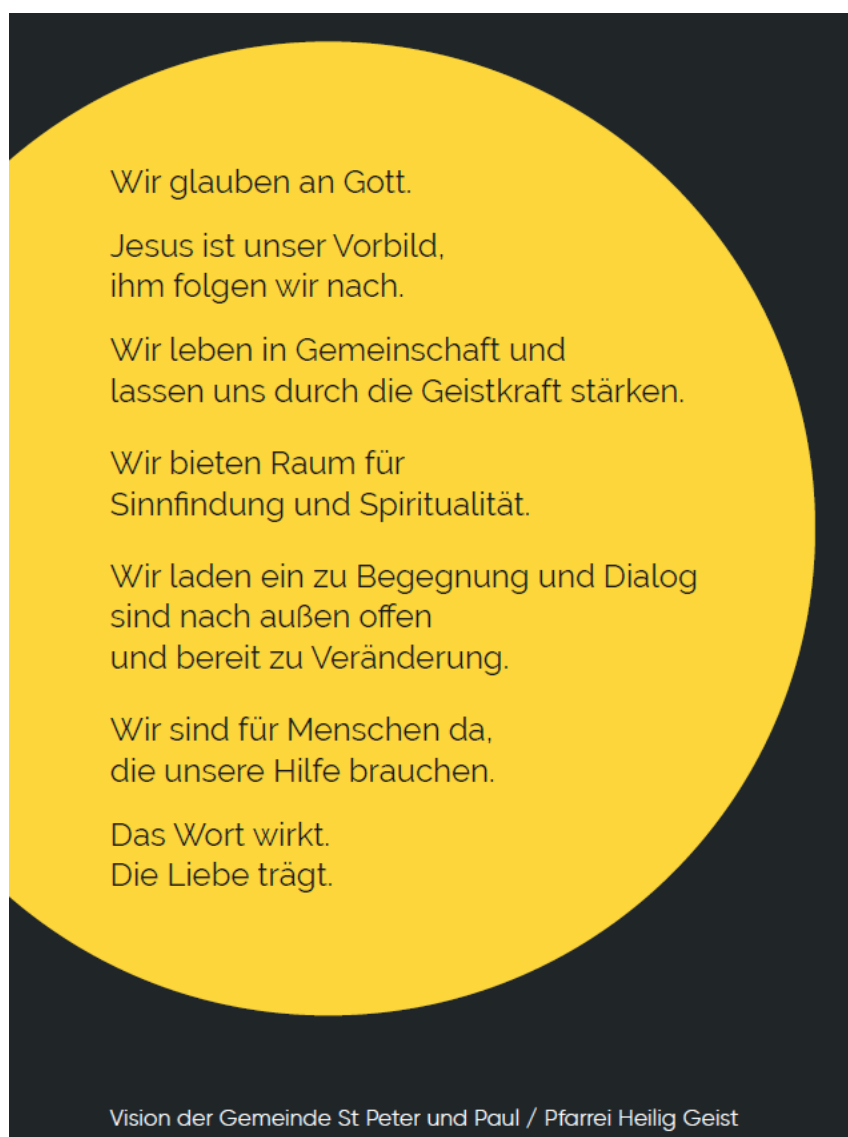 Wir glauben an Gott.
Jesus ist unser Vorbild,
ihm folgen wir nach.
Wir leben in Gemeinschaft und
lassen uns durch die Geistkraft stärken.
Wir bieten Raum für
Sinnfindung und Spiritualität.
Wir laden ein zu Begegnung und Dialog
sind nach außen offen
und bereit zu Veränderung.
Wir sind für Menschen da,
die unsere Hilfe brauchen.
Das Wort wirkt.
Die Liebe trägt.
Vision der Gemeinde St Peter und Paul / Pfarrei Heilig Geist